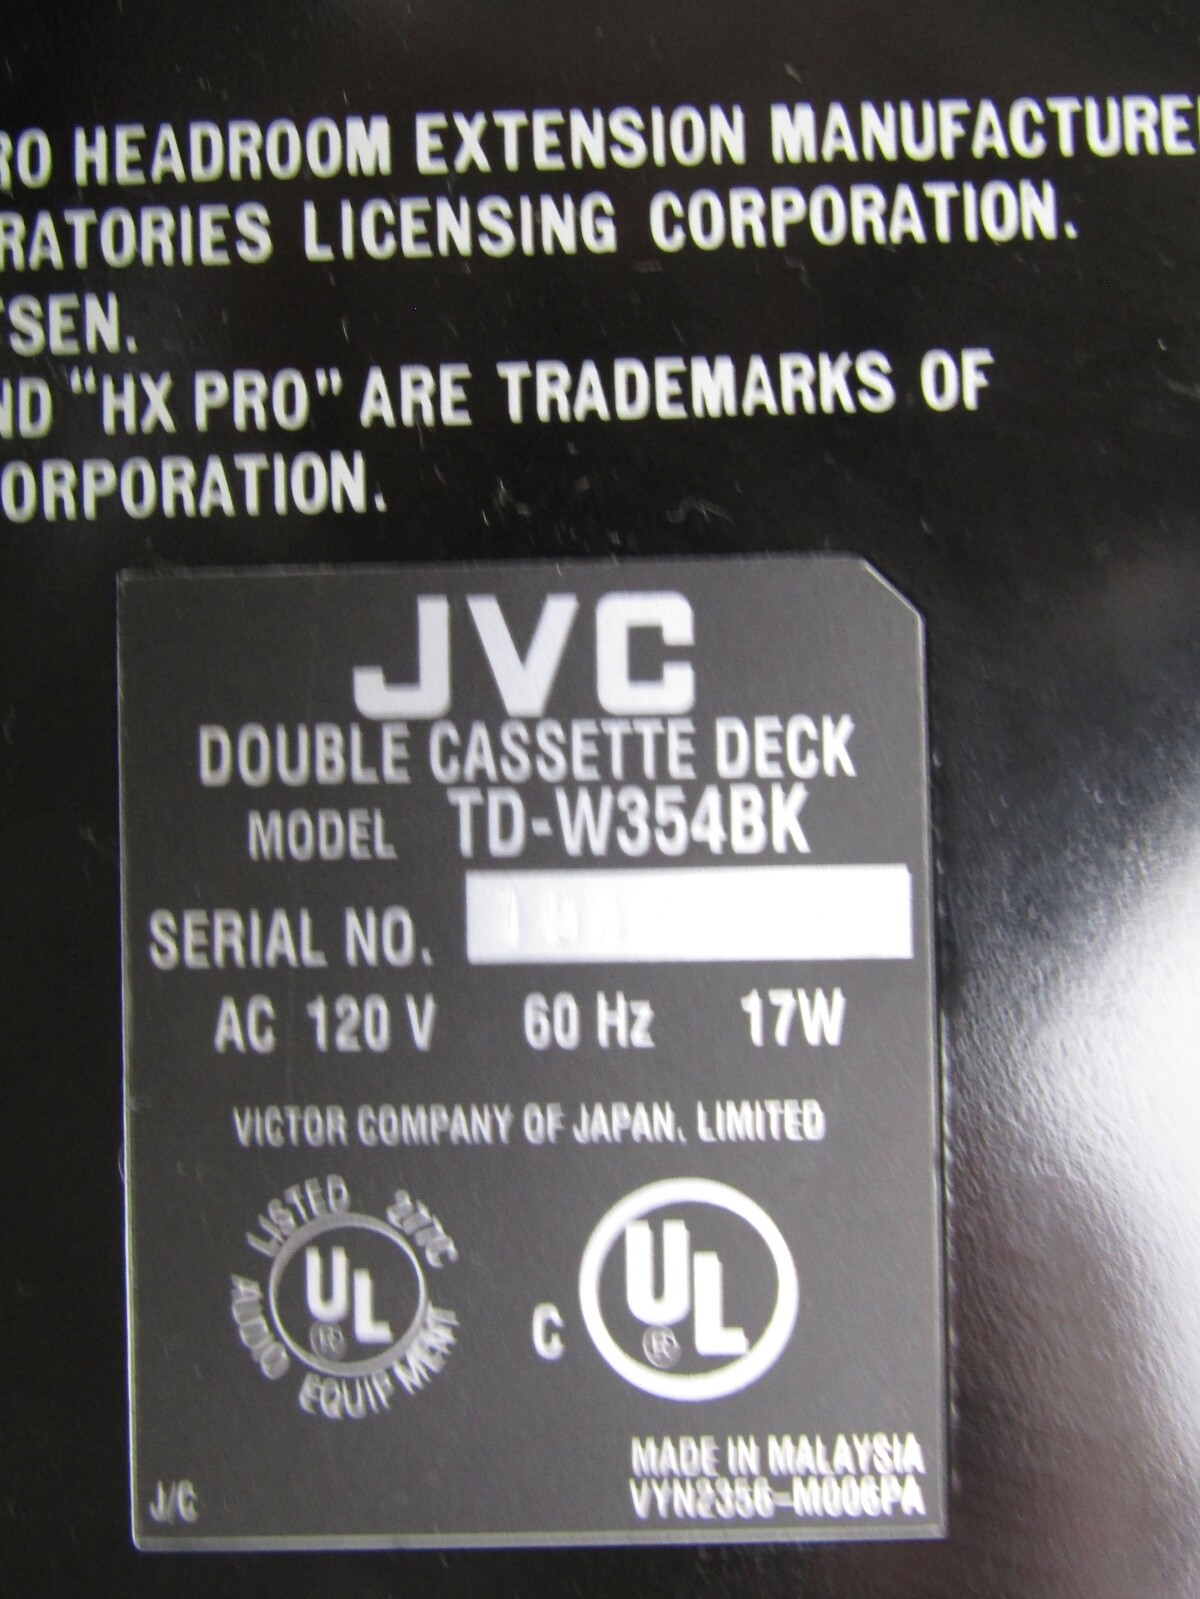 RO HEADROOM EXTENSION MANUFACTURE
RATORIES LICENSING CORPORATION.
TSEN.
ND "HX PRO" ARE TRADEMARKS OF
ORPORATION.
JVC
DOUBLE CASSETTE DECK
MODEL TD-W354BK
SERIAL NO.
AC 120 V 60 Hz 17W
VICTOR COMPANY OF JAPAN, LIMITED
LISTED 277C
UL
R
AUDIO EQUIPMENT
C UL
R
MADE IN MALAYSIA
J/C VYN2356-M006PA